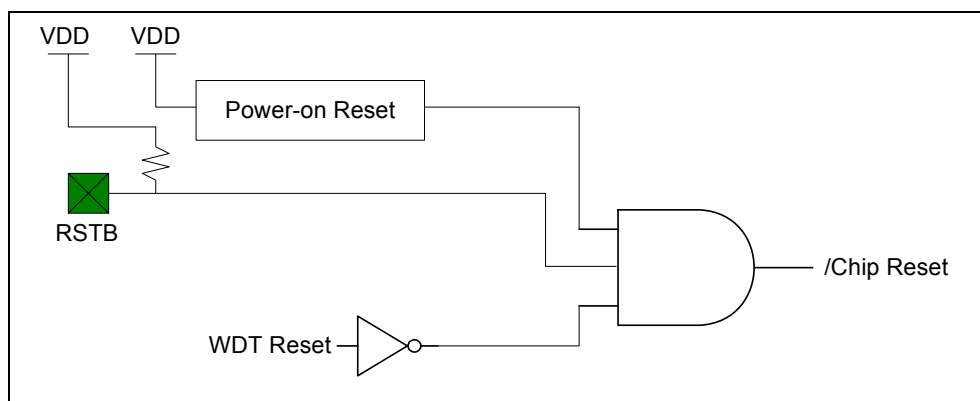 VDD VDD
Power-on Reset
RSTB
/Chip Reset
WDT Reset